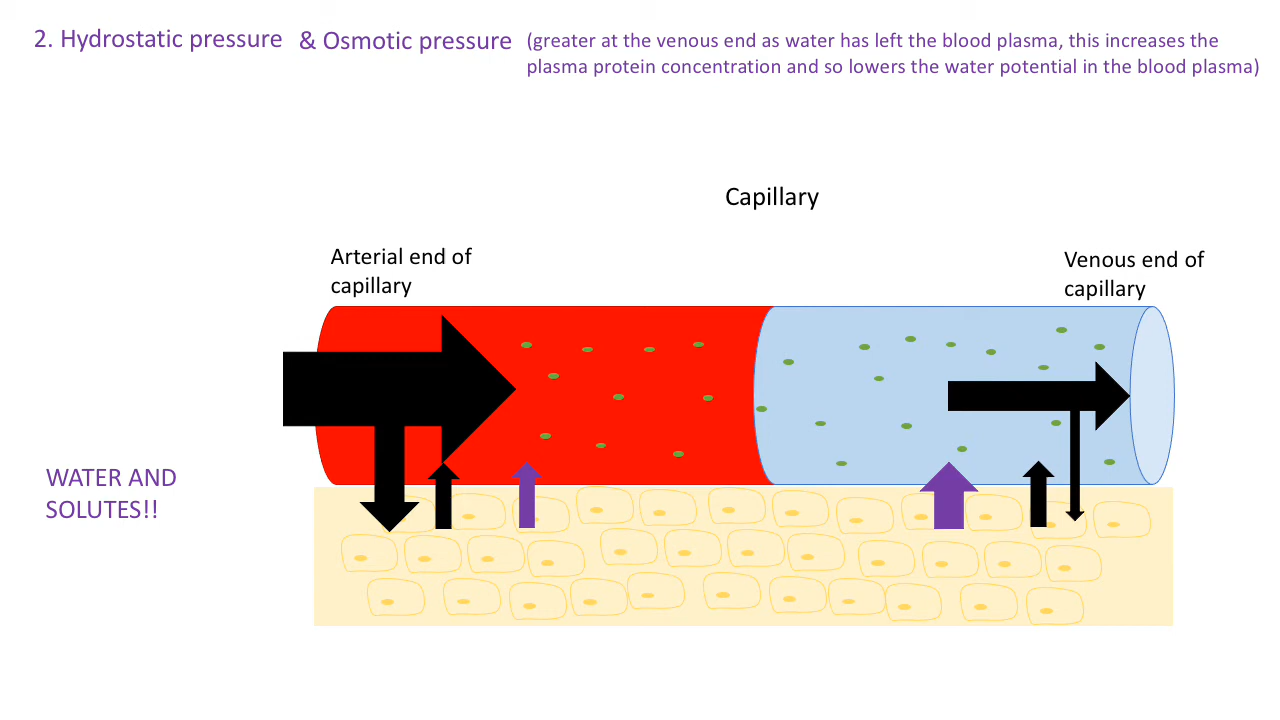 2. Hydrostatic pressure & Osmotic pressure (greater at the venous end as water has left the blood plasma, this increases the
plasma protein concentration and so lowers the water potential in the blood plasma)
Capillary
Arterial end of
capillary
Venous end of
capillary
WATER AND
SOLUTES!!